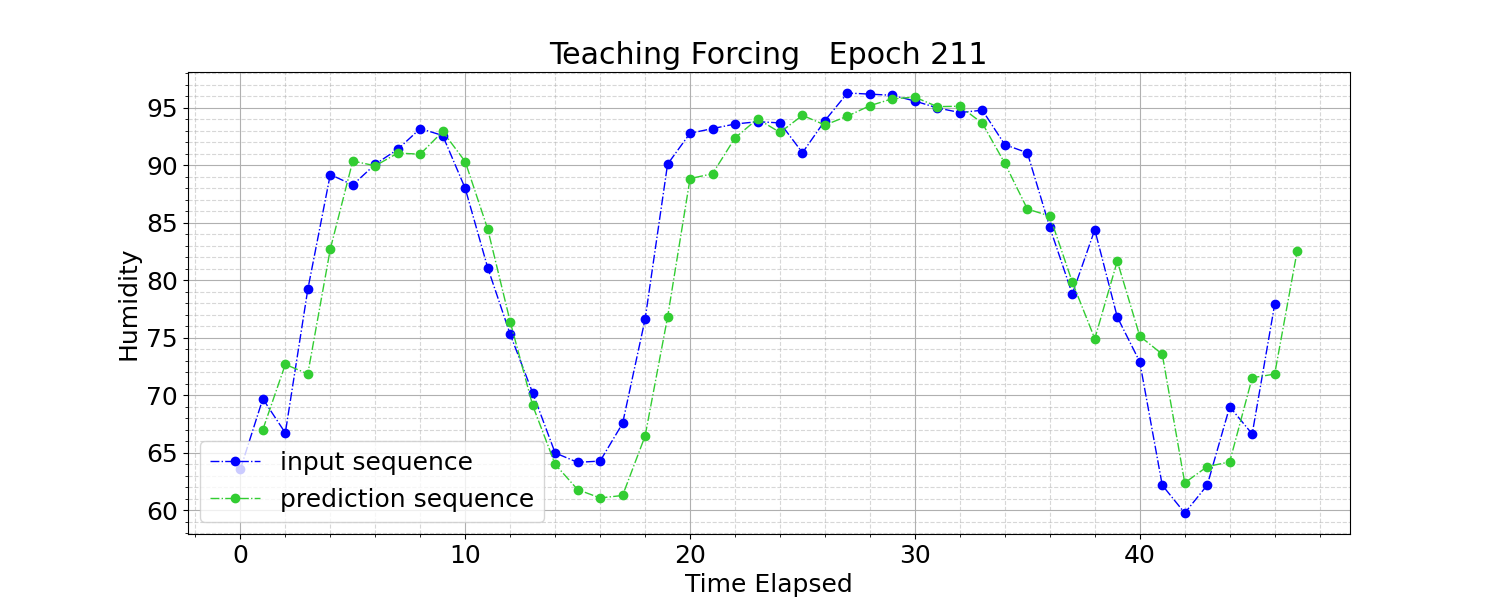 Teaching Forcing   Epoch 211
Humidity
95
90
85
80
75
70
65
60
input sequence
prediction sequence
0 10 20 30 40
Time Elapsed